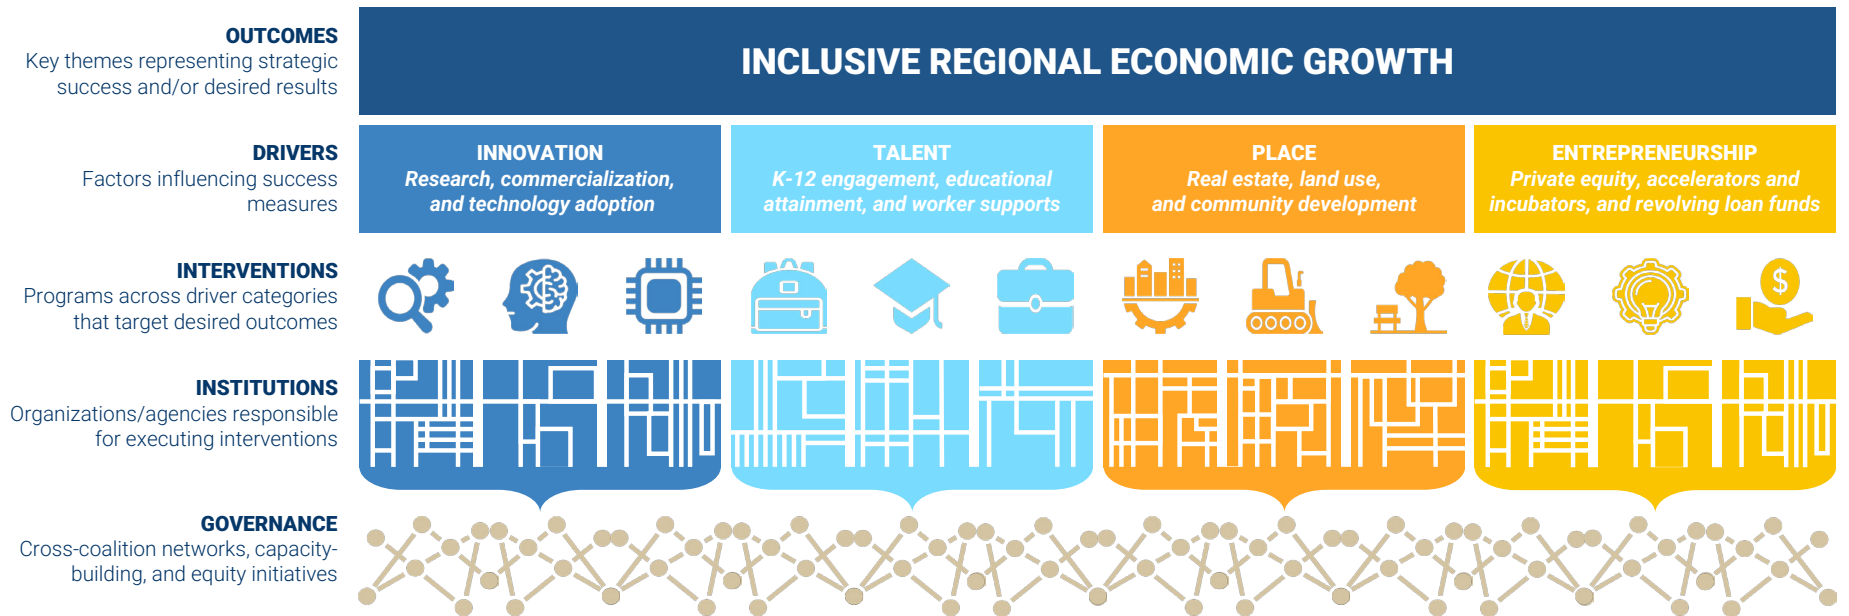 OUTCOMES
Key themes representing strategic
success and/or desired results
INCLUSIVE REGIONAL ECONOMIC GROWTH
DRIVERS
Factors influencing success
measures
INNOVATION
Research, commercialization,
and technology adoption
TALENT
K-12 engagement, educational
attainment, and worker supports
PLACE
Real estate, land use,
and community development
ENTREPRENEURSHIP
Private equity, accelerators and
incubators, and revolving loan funds
INTERVENTIONS
Programs across driver categories
that target desired outcomes
$
INSTITUTIONS
Organizations/agencies responsible
for executing interventions
GOVERNANCE
Cross-coalition networks, capacity-
building, and equity initiatives